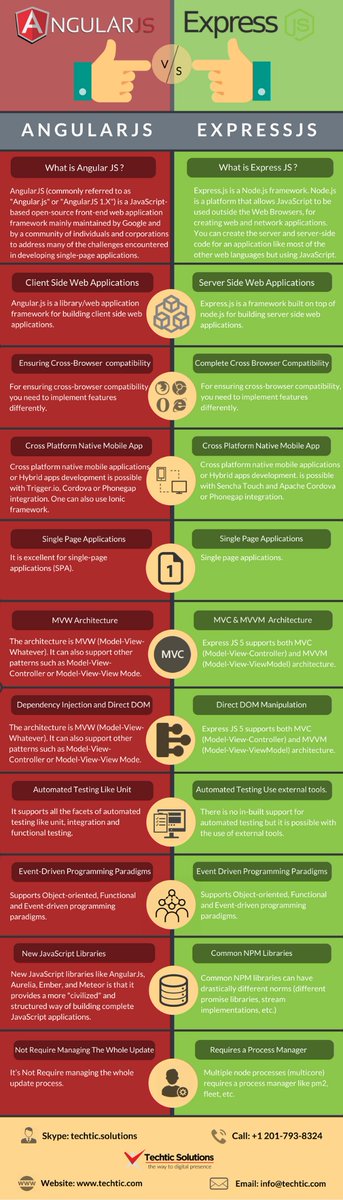 ANGULARJS
Express JS
V
S
ANGULARJS
EXPRESSJS
What is Angular JS ?
AngularJS (commonly referred to as
"Angular.js" or "AngularJS 1.X") is a JavaScript-
based open-source front-end web application
framework mainly maintained by Google and
by a community of individuals and corporations
to address many of the challenges encountered
in developing single-page applications.
What is Express JS ?
Express.js is a Node.js framework. Node.js
is a platform that allows JavaScript to be
used outside the Web Browsers, for
creating web and network applications.
You can create the server and server-side
code for an application like most of the
other web languages but using JavaScript.
Client Side Web Applications
Angular.js is a library/web application
framework for building client side web
applications.
Server Side Web Applications
Express.js is a framework built on top of
node.js for building server side web
applications.
Ensuring Cross-Browser compatibility
For ensuring cross-browser compatibility
you need to implement features
differently.
Complete Cross Browser Compatibility
For ensuring cross-browser compatibility,
you need to implement features
differently.
Cross Platform Native Mobile App
Cross platform native mobile applications
or Hybrid apps development is possible
with Trigger.io, Cordova or Phonegap
integration. One can also use Ionic
framework.
Cross Platform Native Mobile App
Cross platform native mobile applications
or Hybrid apps development. is possible
with Sencha Touch and Apache Cordova
or Phonegap integration.
Single Page Applications
It is excellent for single-page
applications (SPA).
1
Single Page Applications
Single page applications.
MVW Architecture
The architecture is MVW (Model-View-
Whatever). It can also support other
patterns such as Model-View-
Controller or Model-View-View Mode.
MVC
MVC & MVVM Architecture
Express JS 5 supports both MVC
(Model-View-Controller) and MVVM
(Model-View-ViewModel) architecture.
Dependency Injection and Direct DOM
The architecture is MVW (Model-View-
Whatever). It can also support other
patterns such as Model-View-
Controller or Model-View-View Mode.
Direct DOM Manipulation
Express JS 5 supports both MVC
(Model-View-Controller) and MVVM
(Model-View-ViewModel) architecture.
Automated Testing Like Unit
It supports all the facets of automated
testing like unit, integration and
functional testing.
Automated Testing Use external tools.
There is no in-built support for
automated testing but it is possible with
the use of external tools.
Event-Driven Programming Paradigms
Supports Object-oriented, Functional
and Event-driven programming
paradigms.
Event Driven Programming Paradigms
Supports Object-oriented, Functional
and Event-driven programming
paradigms.
New JavaScript Libraries
New JavaScript libraries like AngularJs,
Aurelia, Ember, and Meteor is that it
provides a more "civilized" and
structured way of building complete
JavaScript applications.
Common NPM Libraries
Common NPM libraries can have
drastically different norms (different
promise libraries, stream
implementations, etc.)
Not Require Managing The Whole Update
It's Not Require managing the whole
update process.
Requires a Process Manager
Multiple node processes (multicore)
requires a process manager like pm2,
fleet, etc.
Skype: techtic.solutions
Call: +1 201-793-8324
Techtic Solutions
the way to digital presence
Website: www.techtic.com
Email: info@techtic.com